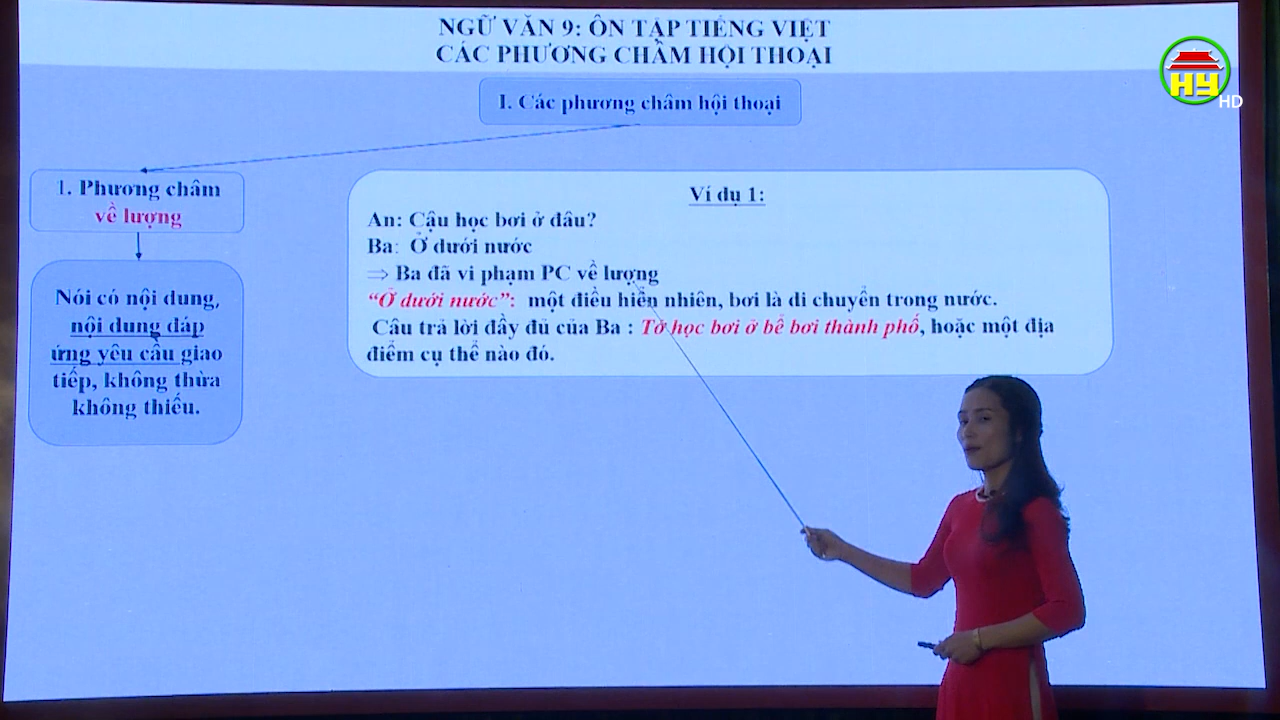 NGỮ VĂN 9: ÔN TẬP TIẾNG VIỆT
CÁC PHƯƠNG CHÂM HỘI THOẠI
HY
HD
I. Các phương châm hội thoại
1. Phương châm
về lượng
Nói có nội dung,
nội dung đáp
ứng yêu cầu giao
tiếp, không thừa
không thiếu.
Ví dụ 1:
An: Cậu học bơi ở đâu?
Ba: Ở dưới nước
⇒ Ba đã vi phạm PC về lượng
“Ở dưới nước”: một điều hiển nhiên, bơi là di chuyển trong nước.
Câu trả lời đầy đủ của Ba : Tớ học bơi ở bể bơi thành phố, hoặc một địa
điểm cụ thể nào đó.